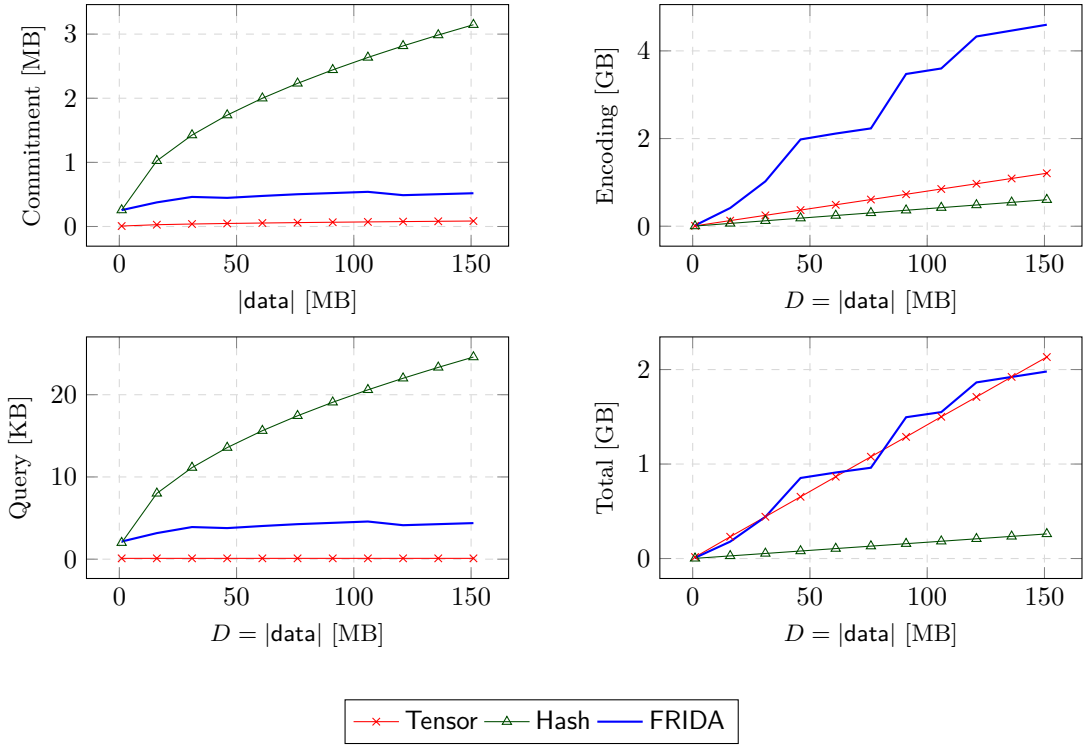 Commitment [MB]
3
2
1
0
0 50 100 150
|data| [MB]
Encoding [GB]
4
2
0
0 50 100 150
D = |data| [MB]
Query [KB]
20
10
0
0 50 100 150
D = |data| [MB]
Total [GB]
2
1
0
0 50 100 150
D = |data| [MB]
Tensor Hash FRIDA